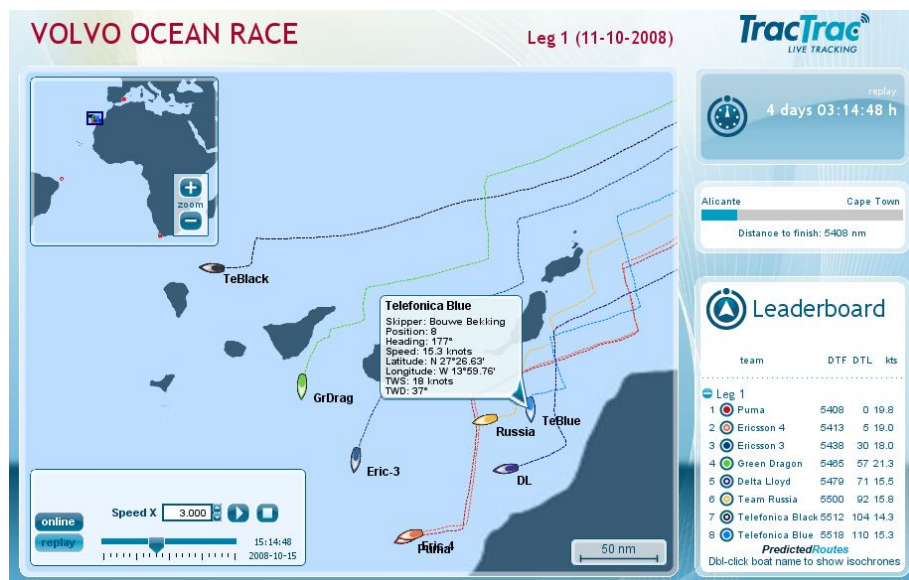 VOLVO OCEAN RACE
Leg 1 (11-10-2008)
TracTrac
LIVE TRACKING
zoom
TeBlack
GrDrag
Telefonica Blue
Skipper: Bouwe Bekking
Position: 8
Heading: 177°
Speed: 15.3 knots
Latitude: N 27°26.63'
Longitude: W 13°59.76'
TWS: 18 knots
TWD: 37°
TeBlue
Russia
Eric-3
DL
Eric-4
Puma
50 nm
Speed X 3.000
online
replay
15:14:48
2008-10-15
replay
4 days 03:14:48 h
Alicante Cape Town
Distance to finish: 5408 nm
Leaderboard
team DTF DTL kts
Leg 1
1 Puma 5408 0 19.8
2 Ericsson 4 5413 5 19.0
3 Ericsson 3 5438 30 18.0
4 Green Dragon 5465 57 21.3
5 Delta Lloyd 5479 71 15.5
6 Team Russia 5500 92 15.8
7 Telefonica Black 5512 104 14.3
8 Telefonica Blue 5518 110 15.3
PredictedRoutes
Dbl-click boat name to show isochrones